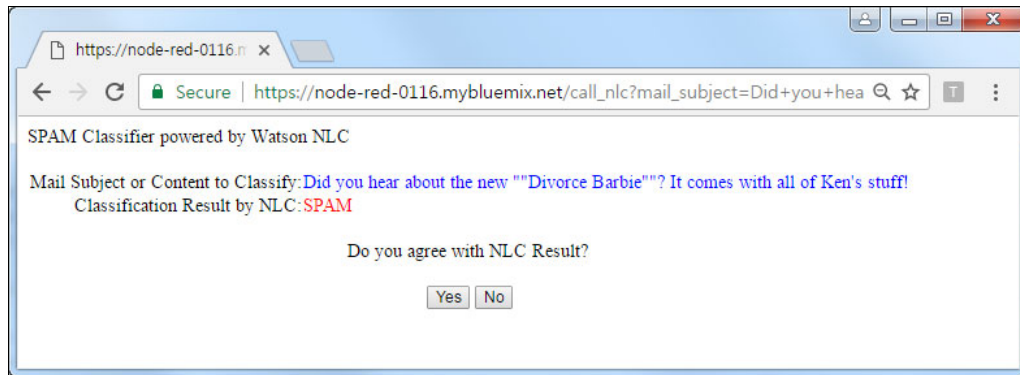 https://node-red-0116.n
Secure | https://node-red-0116.mybluemix.net/call_nlc?mail_subject=Did+you+hea
T
SPAM Classifier powered by Watson NLC
Mail Subject or Content to Classify:Did you hear about the new ""Divorce Barbie""? It comes with all of Ken's stuff!
Classification Result by NLC:SPAM
Do you agree with NLC Result?
Yes No